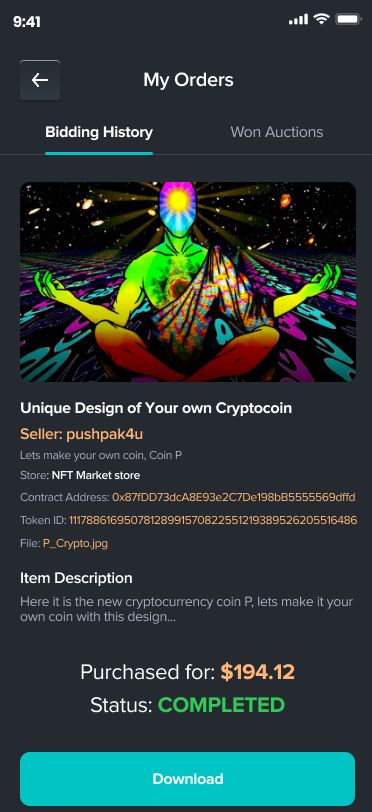 9:41
My Orders
Bidding History
Won Auctions
Unique Design of Your own Cryptocoin
Seller: pushpak4u
Lets make your own coin, Coin P
Store: NFT Market store
Contract Address: 0x87fDD73dcA8E93e2C7De198bB5555569dffd
Token ID: 11178861695078128991570822551219389526205516486
File: P_Crypto.jpg
Item Description
Here it is the new cryptocurrency coin P, lets make it your
own coin with this design...
Purchased for: $194.12
Status: COMPLETED
Download